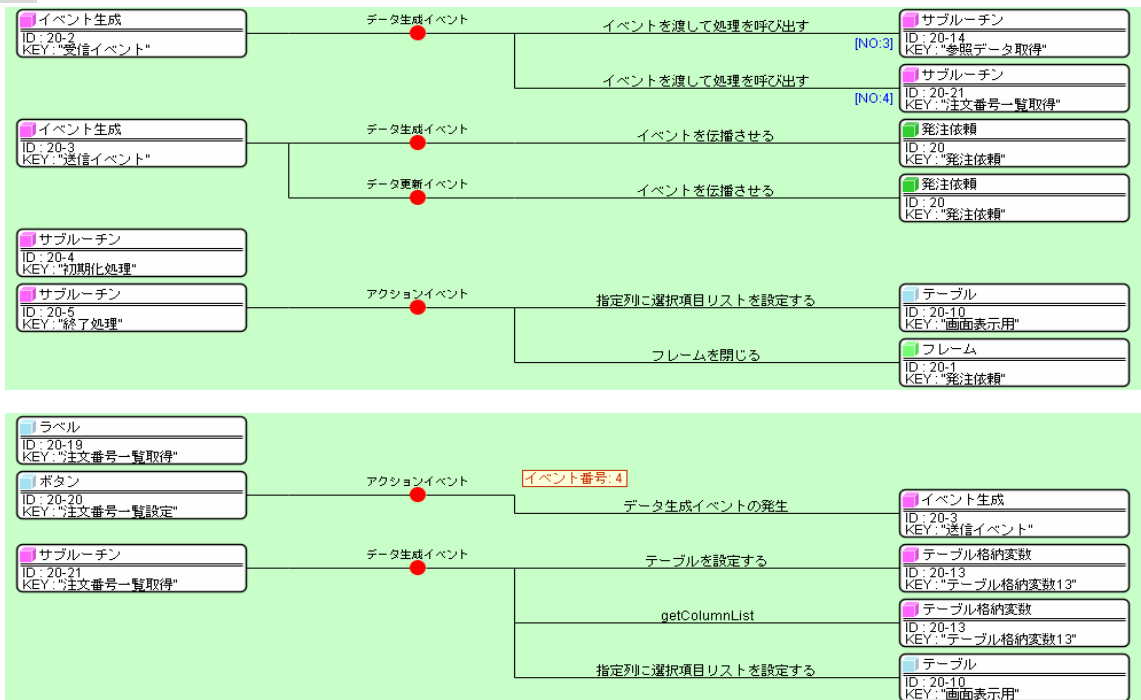 イベント生成
ID : 20-2
KEY : "受信イベント"
データ生成イベント
イベントを渡して処理を呼び出す
[NO:3]
サブルーチン
ID : 20-14
KEY : "参照データ取得"
イベントを渡して処理を呼び出す
[NO:4]
サブルーチン
ID : 20-21
KEY : "注文番号一覧取得"
イベント生成
ID : 20-3
KEY : "送信イベント"
データ生成イベント
イベントを伝播させる
発注依頼
ID : 20
KEY : "発注依頼"
データ更新イベント
イベントを伝播させる
発注依頼
ID : 20
KEY : "発注依頼"
サブルーチン
ID : 20-4
KEY : "初期化処理"
サブルーチン
ID : 20-5
KEY : "終了処理"
アクションイベント
指定列に選択項目リストを設定する
テーブル
ID : 20-10
KEY : "画面表示用"
フレームを閉じる
フレーム
ID : 20-1
KEY : "発注依頼"
ラベル
ID : 20-19
KEY : "注文番号一覧取得"
ボタン
ID : 20-20
KEY : "注文番号一覧設定"
アクションイベント
イベント番号: 4
データ生成イベントの発生
イベント生成
ID : 20-3
KEY : "送信イベント"
サブルーチン
ID : 20-21
KEY : "注文番号一覧取得"
データ生成イベント
テーブルを設定する
テーブル格納変数
ID : 20-13
KEY : "テーブル格納変数13"
getColumnList
テーブル格納変数
ID : 20-13
KEY : "テーブル格納変数13"
指定列に選択項目リストを設定する
テーブル
ID : 20-10
KEY : "画面表示用"